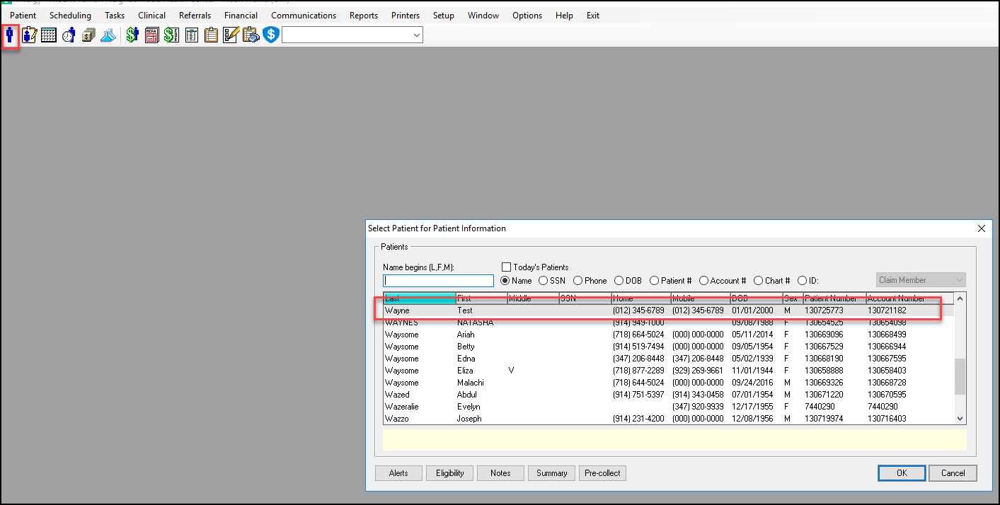 Patient Scheduling Tasks Clinical Referrals Financial Communications Reports Printers Setup Window Options Help Exit
Select Patient for Patient Information
Patients
Name begins (L,F,M): Today's Patients
Name SSN Phone DOB Patient # Account # Chart # ID: Claim Member
Last First Middle SSN Home Mobile DOB Sex Patient Number Account Number
Wayne Test (012) 345-6789 (012) 345-6789 01/01/2000 M 130725773 130721182
WAYNES NATASHA (914) 949-1000 09/08/1988 F 130654525 130654098
Waysome Ariah (718) 664-5024 (000) 000-0000 05/11/2014 F 130669096 130668499
Waysome Betty (914) 519-7494 (000) 000-0000 09/05/1954 F 130667529 130666944
Waysome Edna (347) 206-8448 (347) 206-8448 05/02/1939 F 130668190 130667595
Waysome Eliza V (718) 877-2289 (929) 269-9661 11/01/1944 F 130658888 130658403
Waysome Malachi (718) 644-5024 (000) 000-0000 09/24/2016 M 130669326 130668728
Wazed Abdul (914) 751-5397 (914) 343-0458 07/01/1954 M 130671220 130670595
Wazeralie Evelyn (347) 920-9939 12/17/1955 F 7440290 7440290
Wazzo Joseph (914) 231-4200 (000) 000-0000 12/08/1956 M 130719974 130716403
Alerts Eligibility Notes Summary Pre-collect OK Cancel